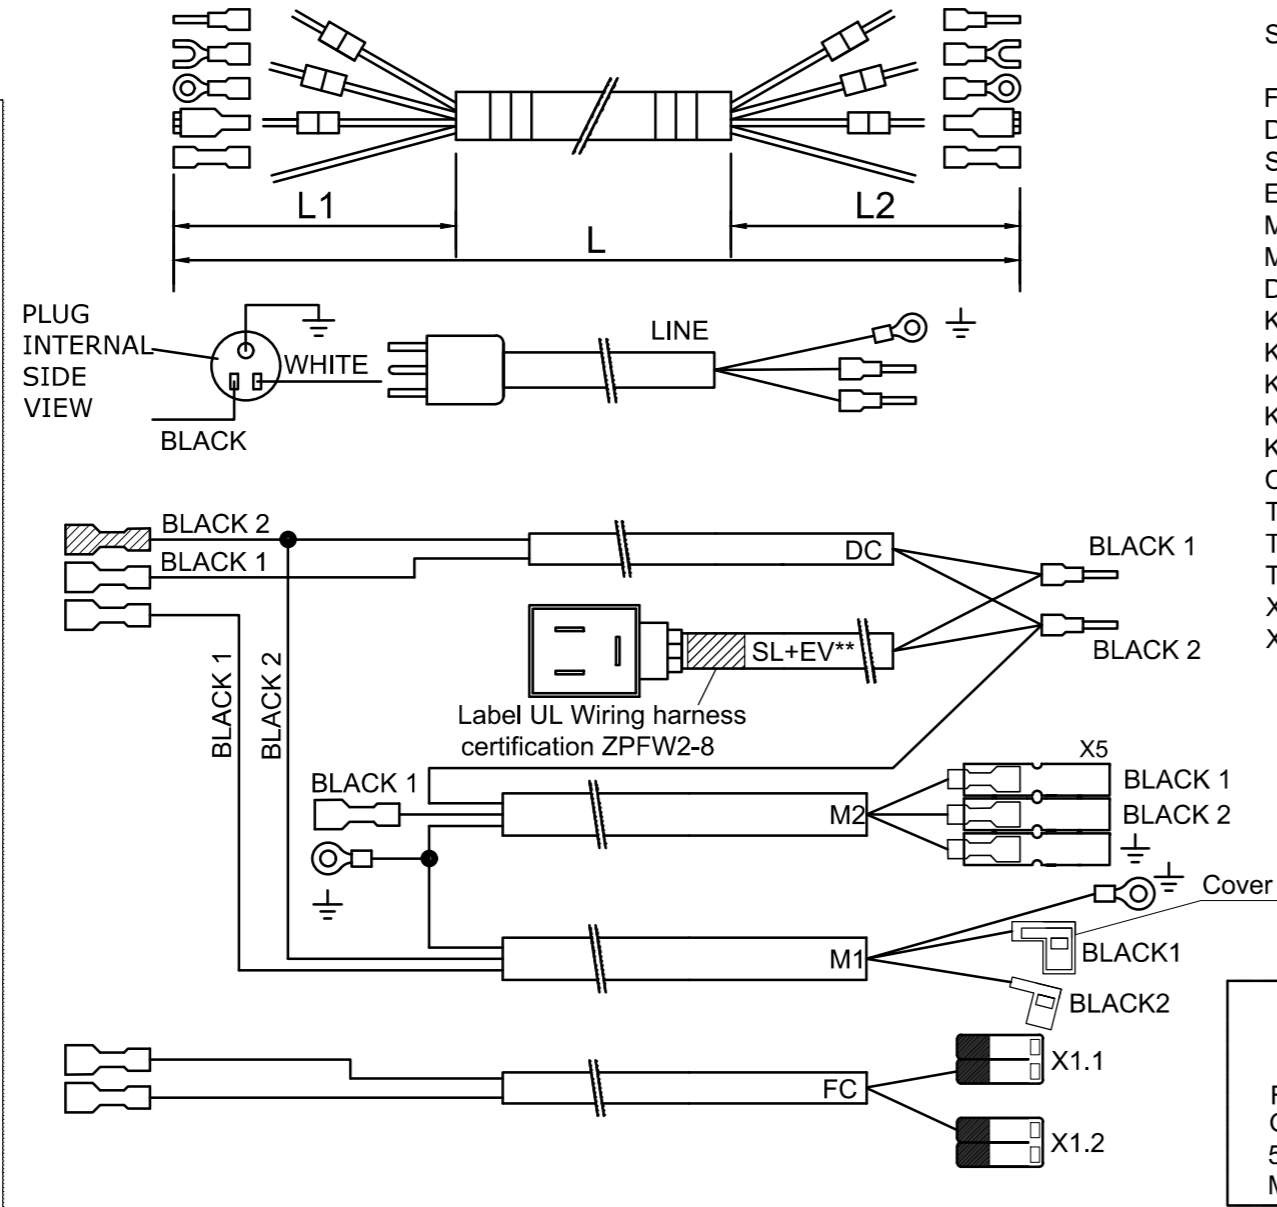 L1
L2
L
PLUG
INTERNAL
SIDE
VIEW
WHITE
BLACK
LINE
BLACK 2
BLACK 1
DC
BLACK 1
BLACK 2
SL+EV**
BLACK 1
BLACK 2
Label UL Wiring harness
certification ZPFW2-8
X5
BLACK 1
M2
BLACK 1
BLACK 2
Cover
M1
BLACK1
BLACK2
FC
X1.1
X1.2